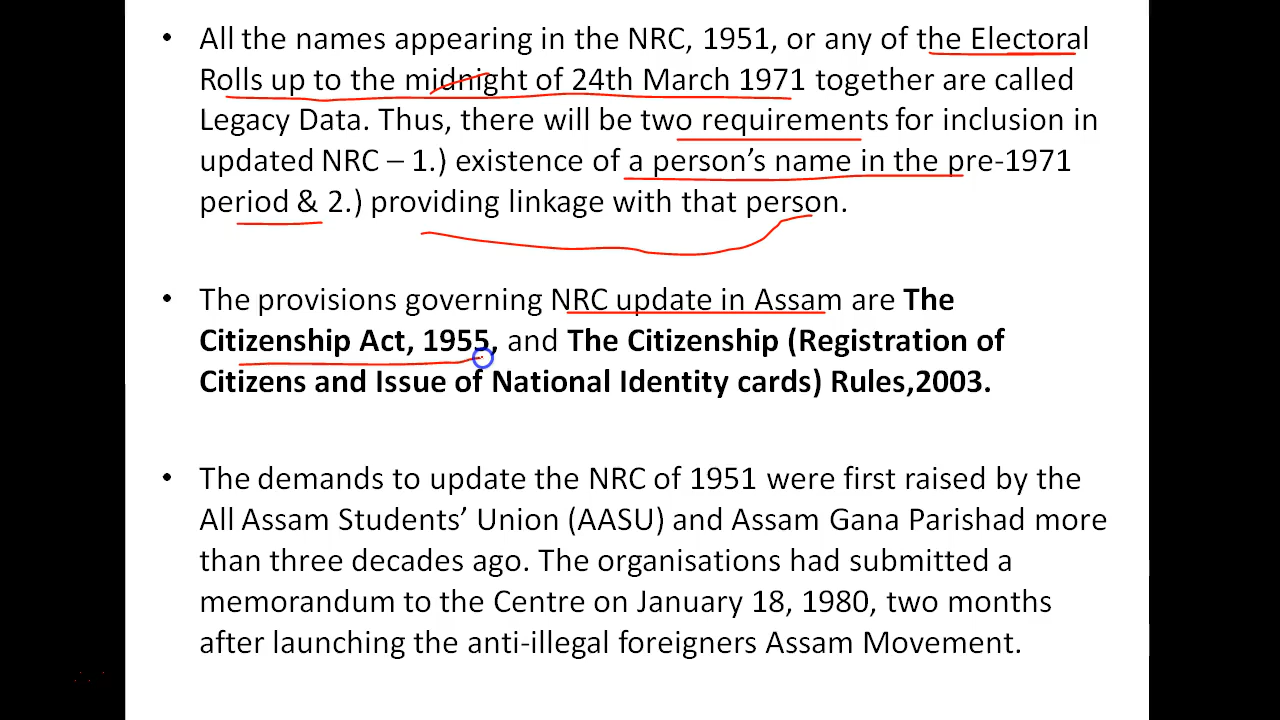 • All the names appearing in the NRC, 1951, or any of the Electoral
Rolls up to the midnight of 24th March 1971 together are called
Legacy Data. Thus, there will be two requirements for inclusion in
updated NRC – 1.) existence of a person’s name in the pre-1971
period & 2.) providing linkage with that person.
• The provisions governing NRC update in Assam are The
Citizenship Act, 1955, and The Citizenship (Registration of
Citizens and Issue of National Identity cards) Rules,2003.
• The demands to update the NRC of 1951 were first raised by the
All Assam Students’ Union (AASU) and Assam Gana Parishad more
than three decades ago. The organisations had submitted a
memorandum to the Centre on January 18, 1980, two months
after launching the anti-illegal foreigners Assam Movement.